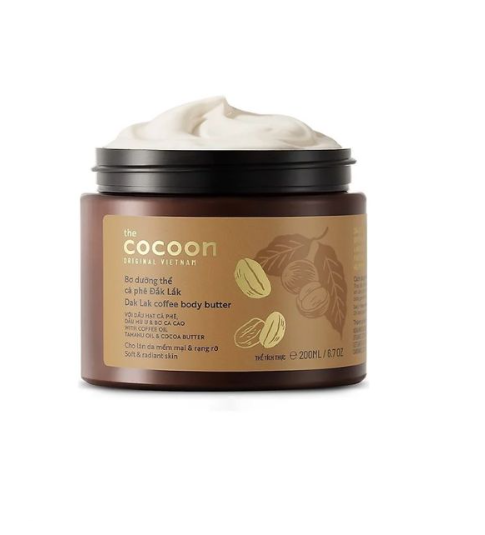 the
cocoon
ORIGINAL VIETNAM
Bơ dưỡng thể
cà phê Đắk Lắk
Dak Lak coffee body butter
VỚI DẦU HẠT CÀ PHÊ,
DẦU MÙ U & BƠ CA CAO
WITH COFFEE OIL,
TAMANU OIL & COCOA BUTTER
Cho làn da mềm mại & rạng rỡ
Soft & radiant skin
THỂ TÍCH THỰC ℮ 200ML / 6.7OZ